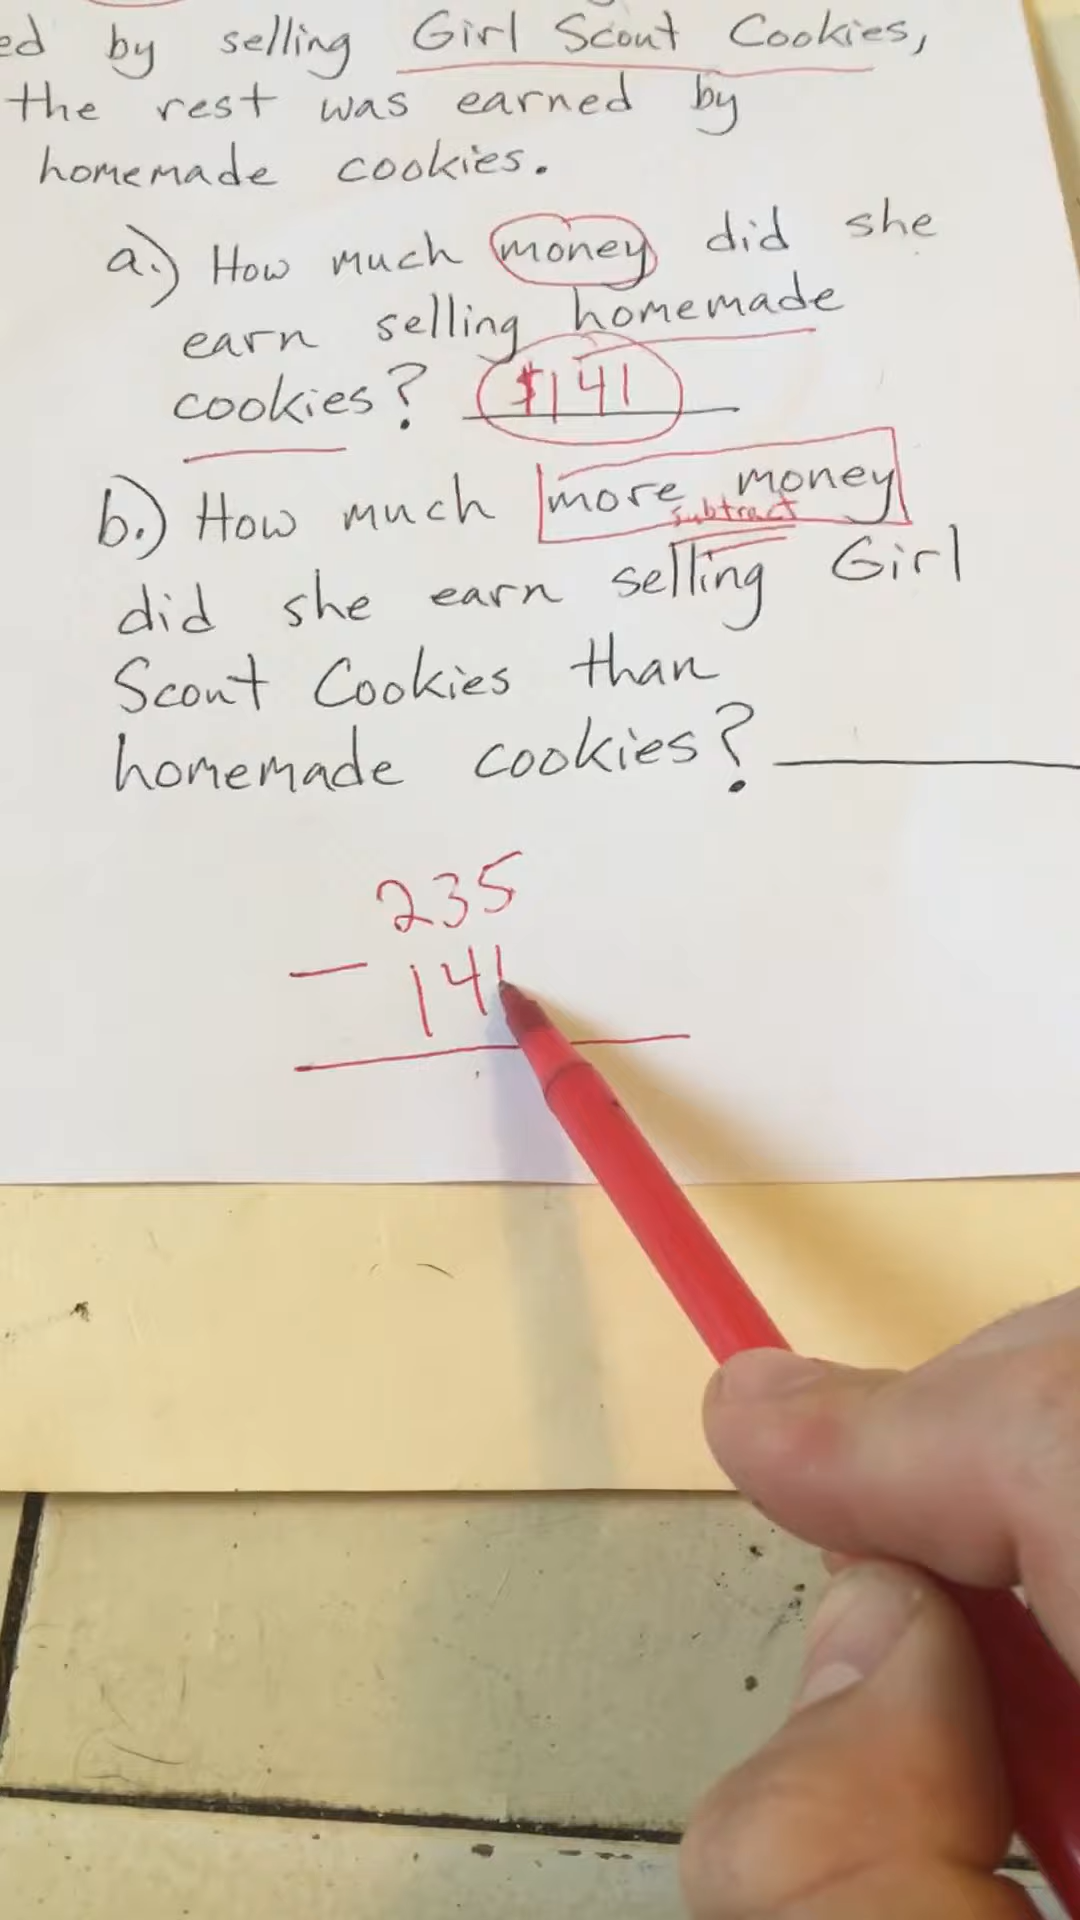 ed by selling Girl Scout Cookies,
the rest was earned by
homemade cookies.
a.) How much money did she
earn selling homemade
cookies? $141
b.) How much more money
subtract
did she earn selling Girl
Scout Cookies than
homemade cookies?
235
- 141